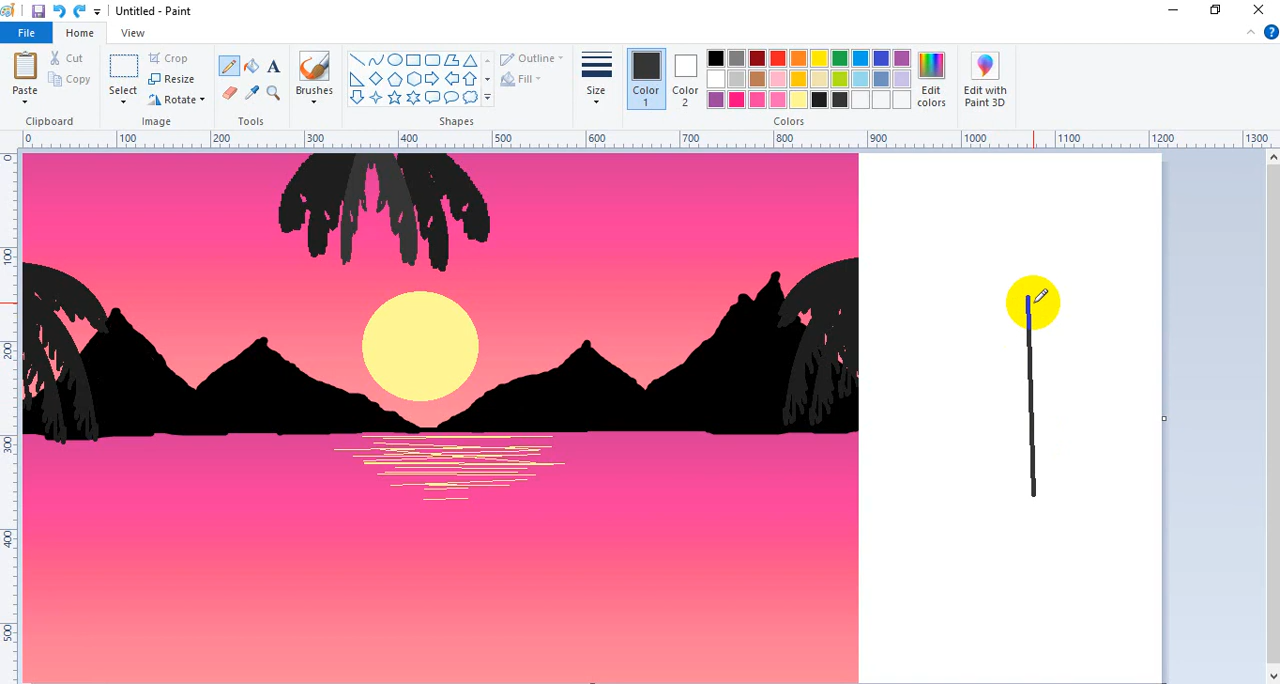 Untitled - Paint
File
Home
View
Paste
Cut
Copy
Clipboard
Select
Crop
Resize
Rotate
Image
A
Tools
Brushes
Outline
Fill
Shapes
Size
Color 1
Color 2
Edit colors
Colors
Edit with Paint 3D
?
0 100 200 300 400 500 600 700 800 900 1000 1100 1200 1300
0
100
200
300
400
500